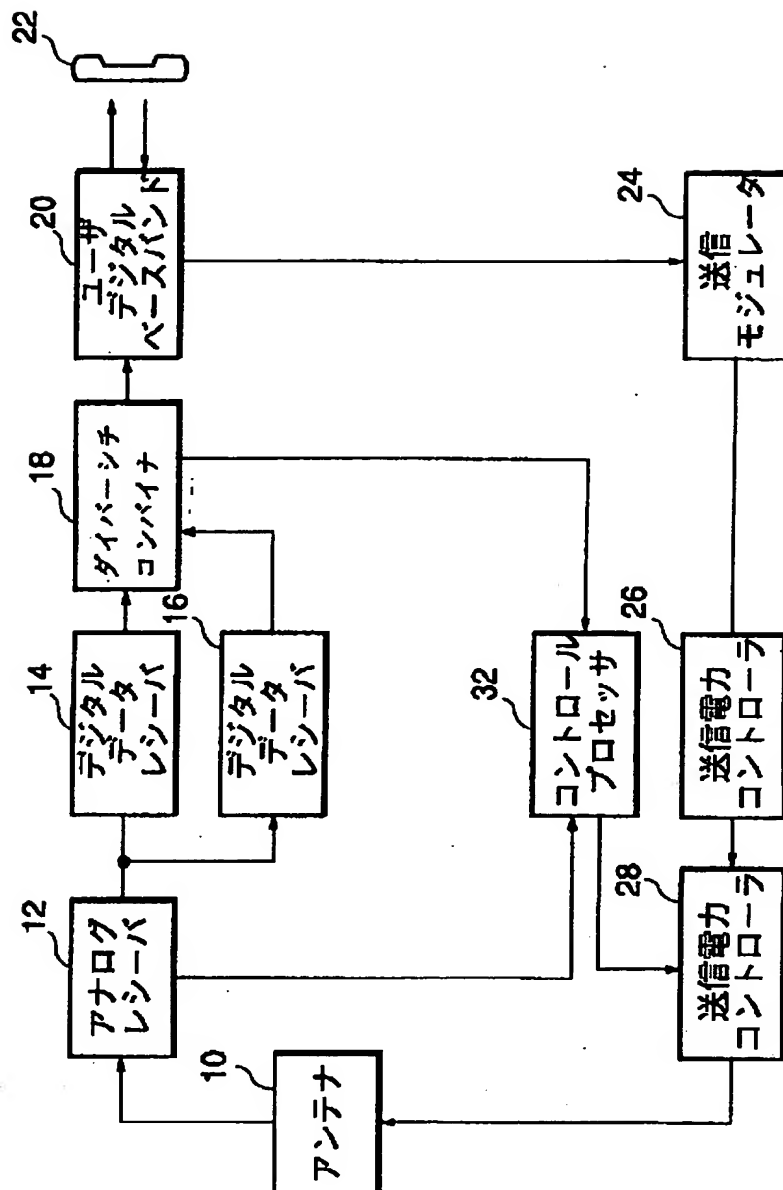 10
アンテナ
12
アナログ
レシーバ
14
デジタル
データ
レシーバ
16
デジタル
データ
レシーバ
18
ダイバーシチ
コンバイナ
20
ユーザ
デジタル
ベースバンド
22
32
コントロール
プロセッサ
28
送信電力
コントローラ
26
送信電力
コントローラ
24
送信
モジュレータ